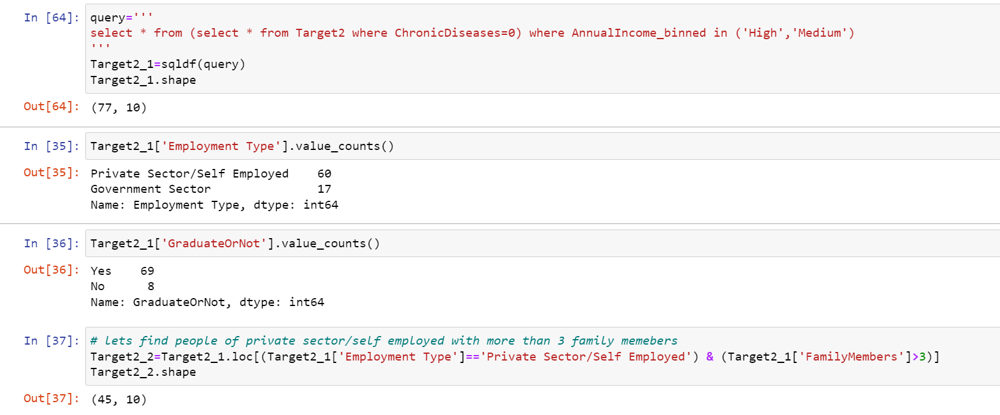 In [64]: query='''
select * from (select * from Target2 where ChronicDiseases=0) where AnnualIncome_binned in ('High','Medium')
'''
Target2_1=sqldf(query)
Target2_1.shape
Out[64]: (77, 10)
In [35]: Target2_1['Employment Type'].value_counts()
Out[35]: Private Sector/Self Employed    60
Government Sector               17
Name: Employment Type, dtype: int64
In [36]: Target2_1['GraduateOrNot'].value_counts()
Out[36]: Yes    69
No      8
Name: GraduateOrNot, dtype: int64
In [37]: # lets find people of private sector/self employed with more than 3 family memebers
Target2_2=Target2_1.loc[(Target2_1['Employment Type']=='Private Sector/Self Employed') & (Target2_1['FamilyMembers']>3)]
Target2_2.shape
Out[37]: (45, 10)